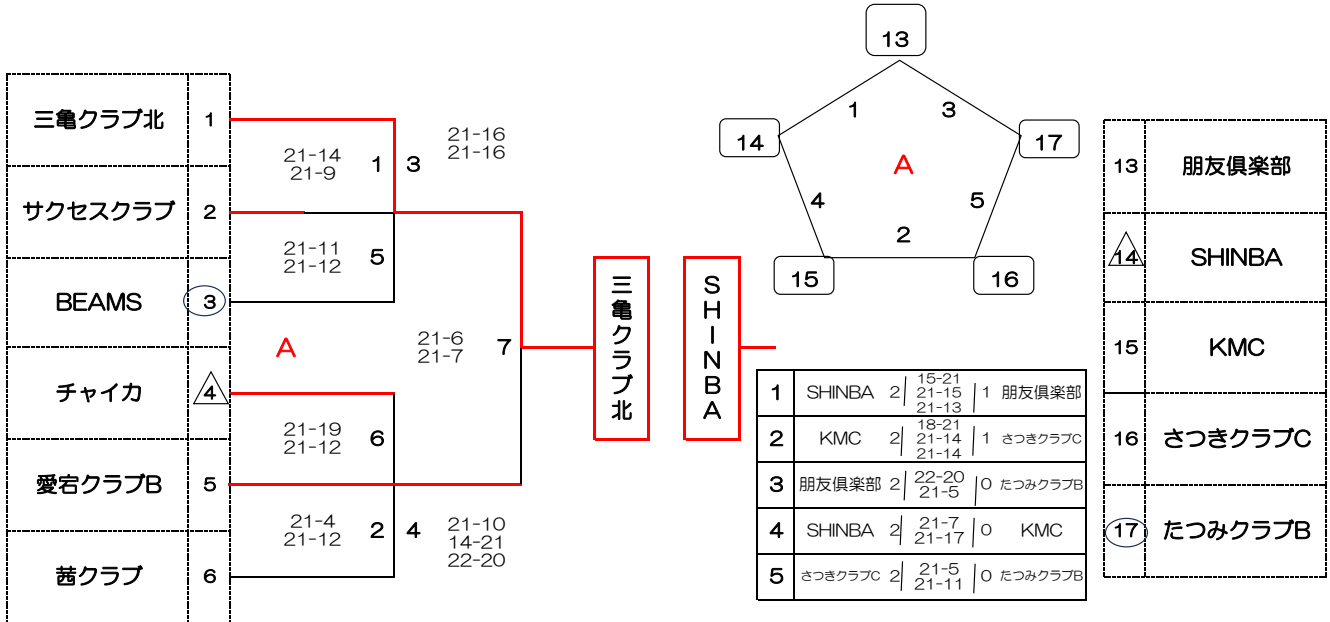 三亀クラブ北 1
サクセスクラブ 2
BEAMS 3
チャイカ 4
愛宕クラブB 5
茜クラブ 6
21-14
21-9
1
3
21-16
21-16
21-11
21-12
5
A
21-6
21-7
7
21-19
21-12
6
21-4
21-12
2
4
21-10
14-21
22-20
三亀クラブ北
SHINBA
13
14
17
15
16
1
3
A
4
5
2
1 SHINBA 2 15-21 1 朋友倶楽部
21-15
21-13
2 KMC 2 18-21 1 さつきクラブC
21-14
21-14
3 朋友倶楽部 2 22-20 0 たつみクラブB
21-5
4 SHINBA 2 21-7 0 KMC
21-17
5 さつきクラブC 2 21-5 0 たつみクラブB
21-11
13 朋友倶楽部
14 SHINBA
15 KMC
16 さつきクラブC
17 たつみクラブB